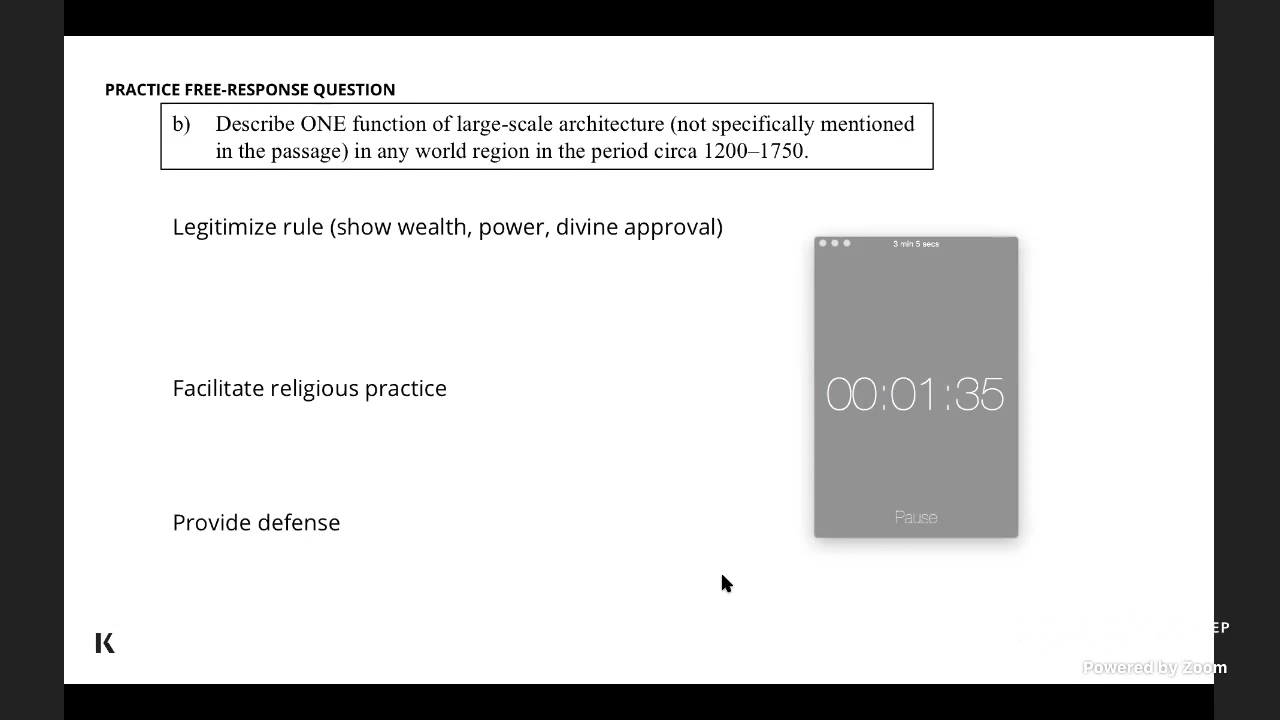 PRACTICE FREE-RESPONSE QUESTION
b) Describe ONE function of large-scale architecture (not specifically mentioned
in the passage) in any world region in the period circa 1200–1750.
Legitimize rule (show wealth, power, divine approval)
3 min 5 secs
Facilitate religious practice
00:01:35
Pause
Provide defense
K
EP
Powered by Zoom